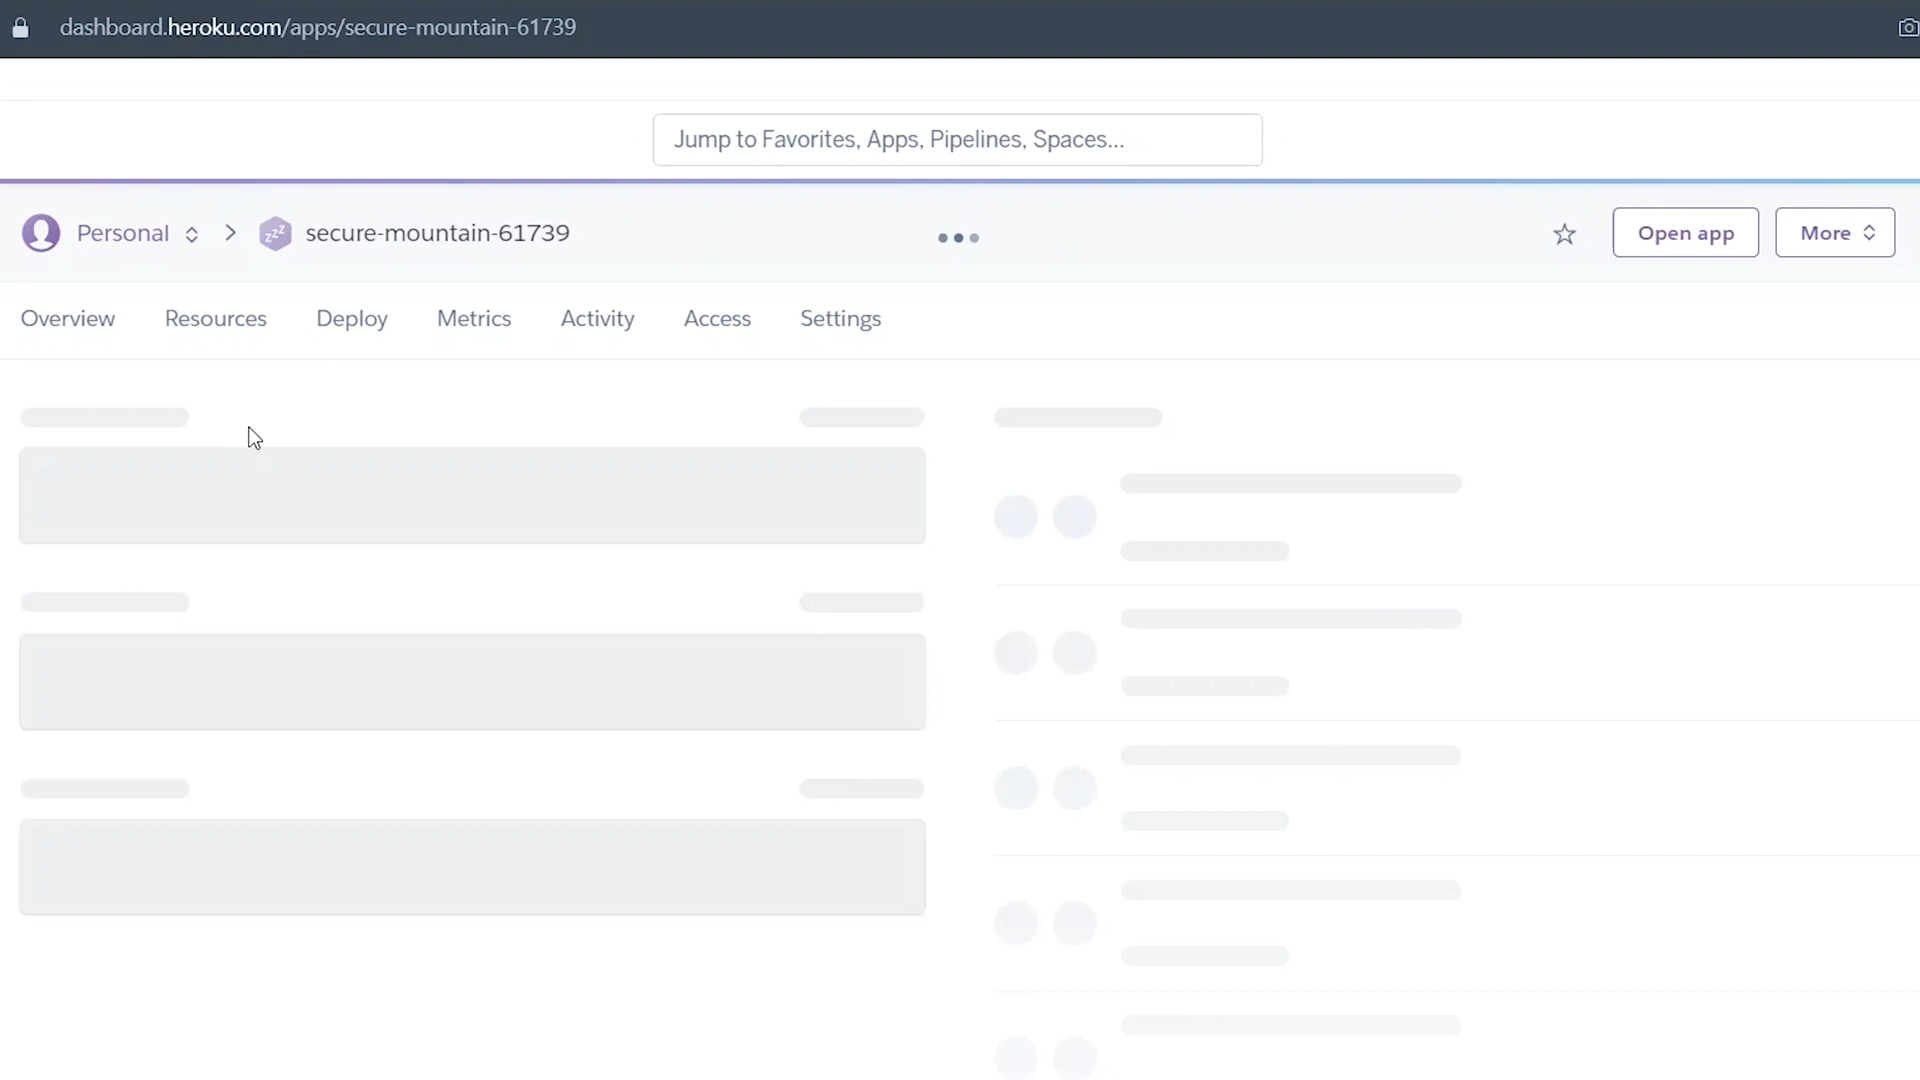 dashboard.heroku.com/apps/secure-mountain-61739
Jump to Favorites, Apps, Pipelines, Spaces...
Personal
zzz
secure-mountain-61739
Open app
More
Overview
Resources
Deploy
Metrics
Activity
Access
Settings